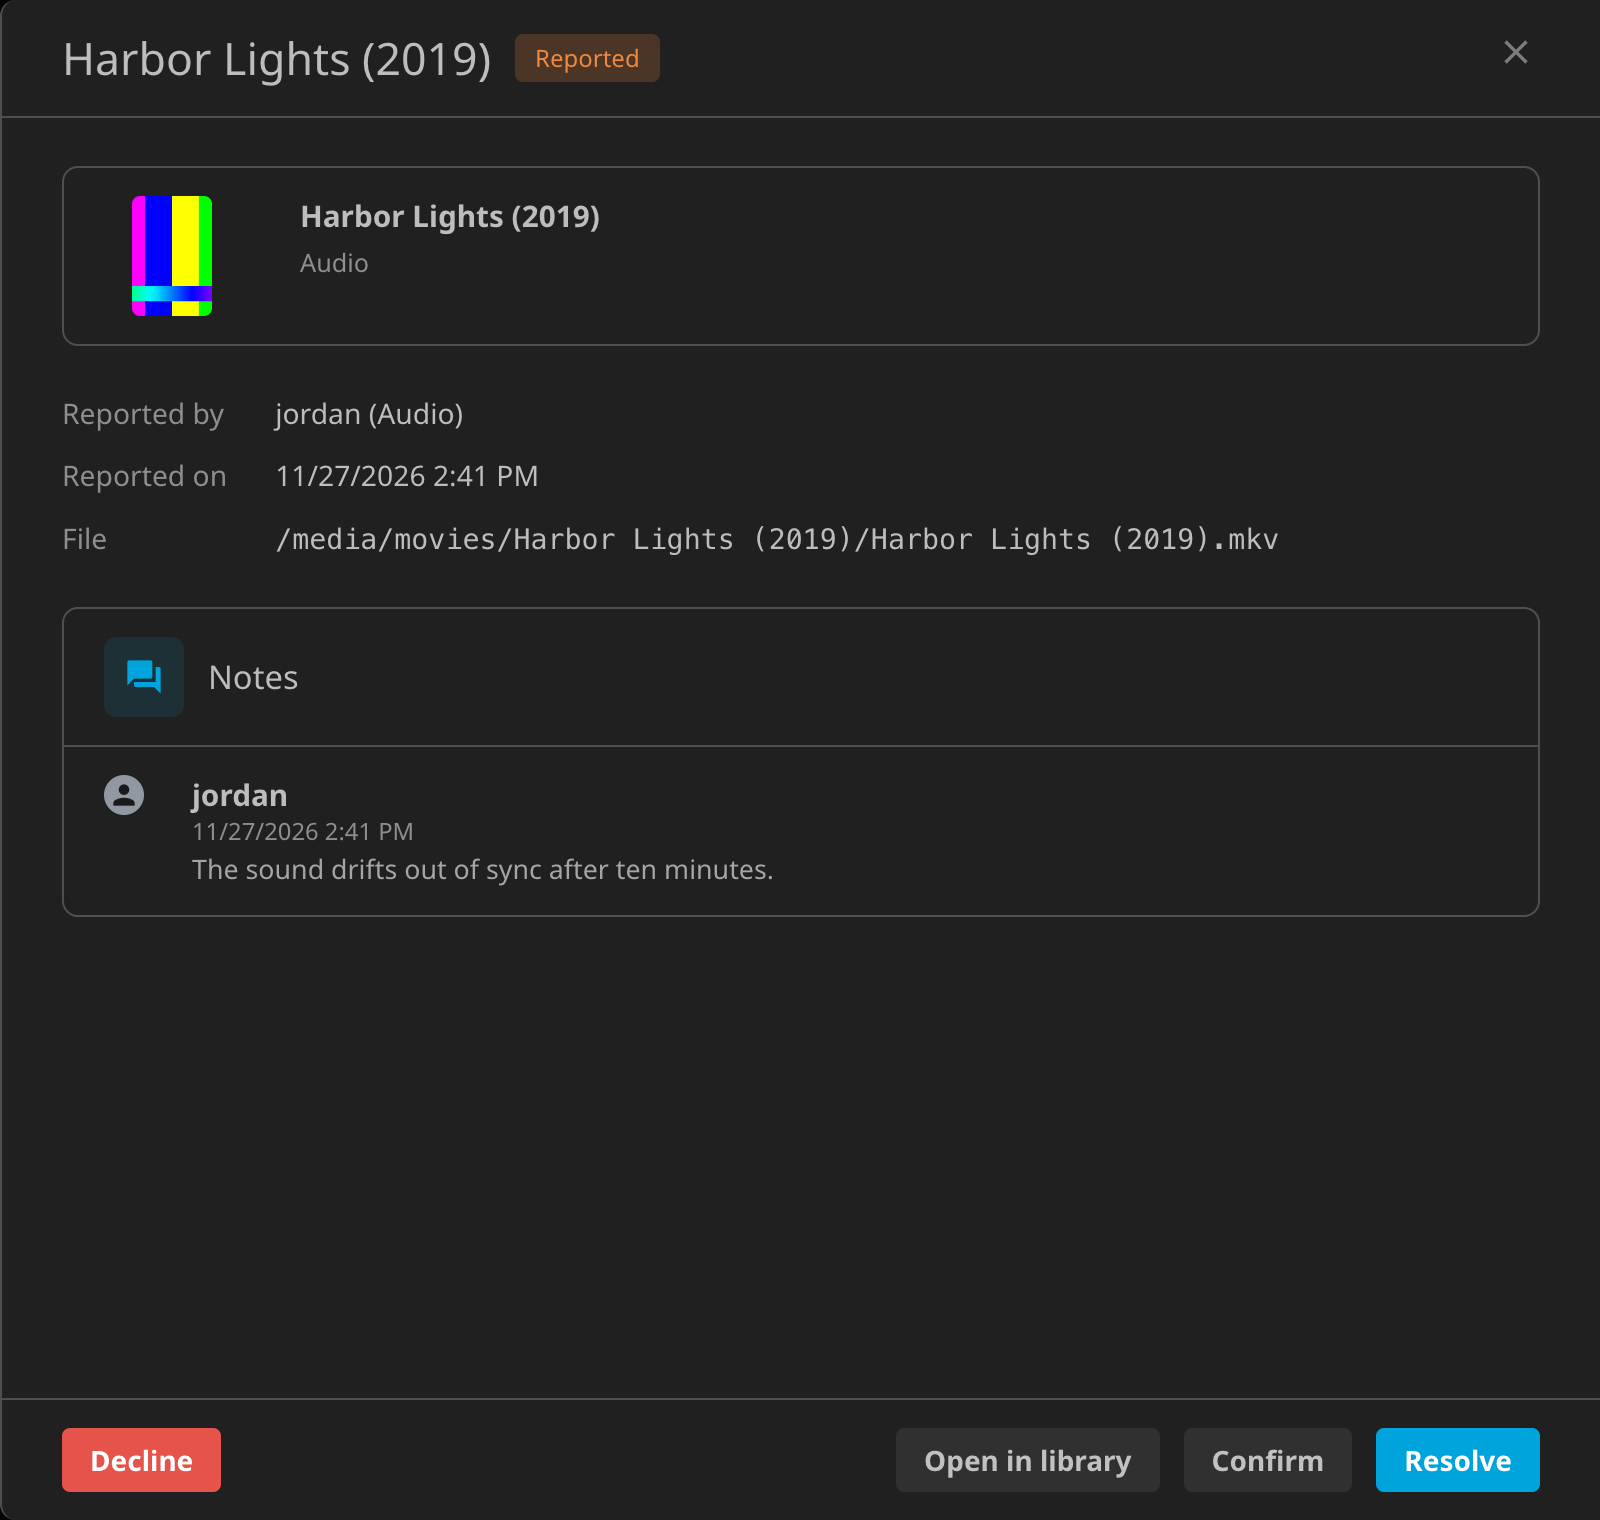 Harbor Lights (2019)
Reported
Harbor Lights (2019)
Audio
Reported by jordan (Audio)
Reported on 11/27/2026 2:41 PM
File /media/movies/Harbor Lights (2019)/Harbor Lights (2019).mkv
Notes
jordan
11/27/2026 2:41 PM
The sound drifts out of sync after ten minutes.
Decline
Open in library
Confirm
Resolve